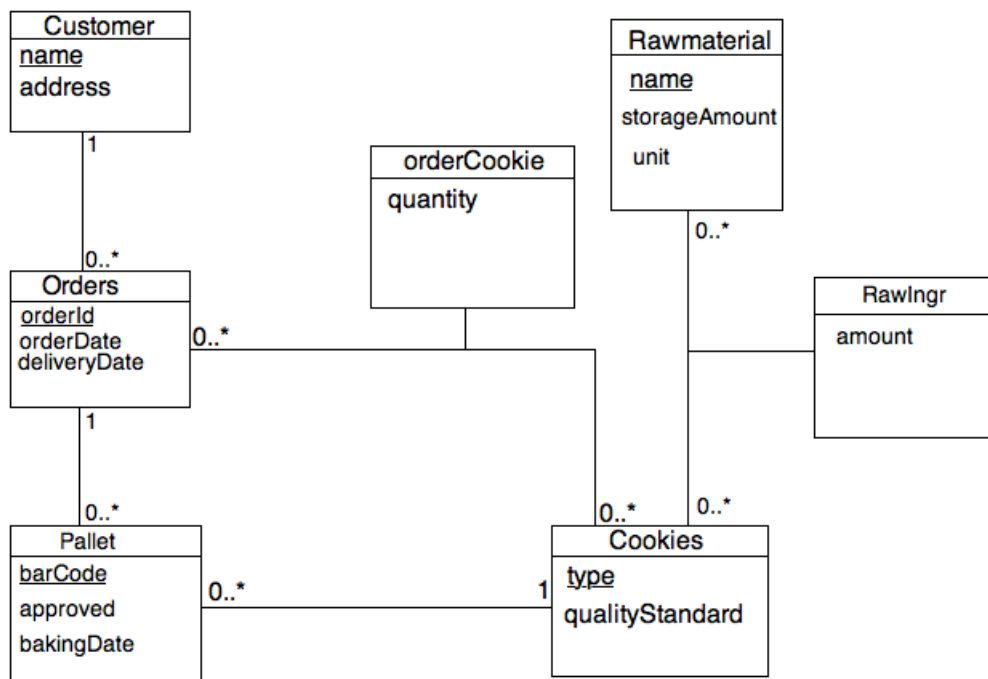 Customer
name
address
1
0..*
Orders
orderId
orderDate
deliveryDate
0..*
1
0..*
Pallet
barCode
approved
bakingDate
0..*
1
orderCookie
quantity
0..*
Cookies
type
qualityStandard
Rawmaterial
name
storageAmount
unit
0..*
0..*
RawIngr
amount